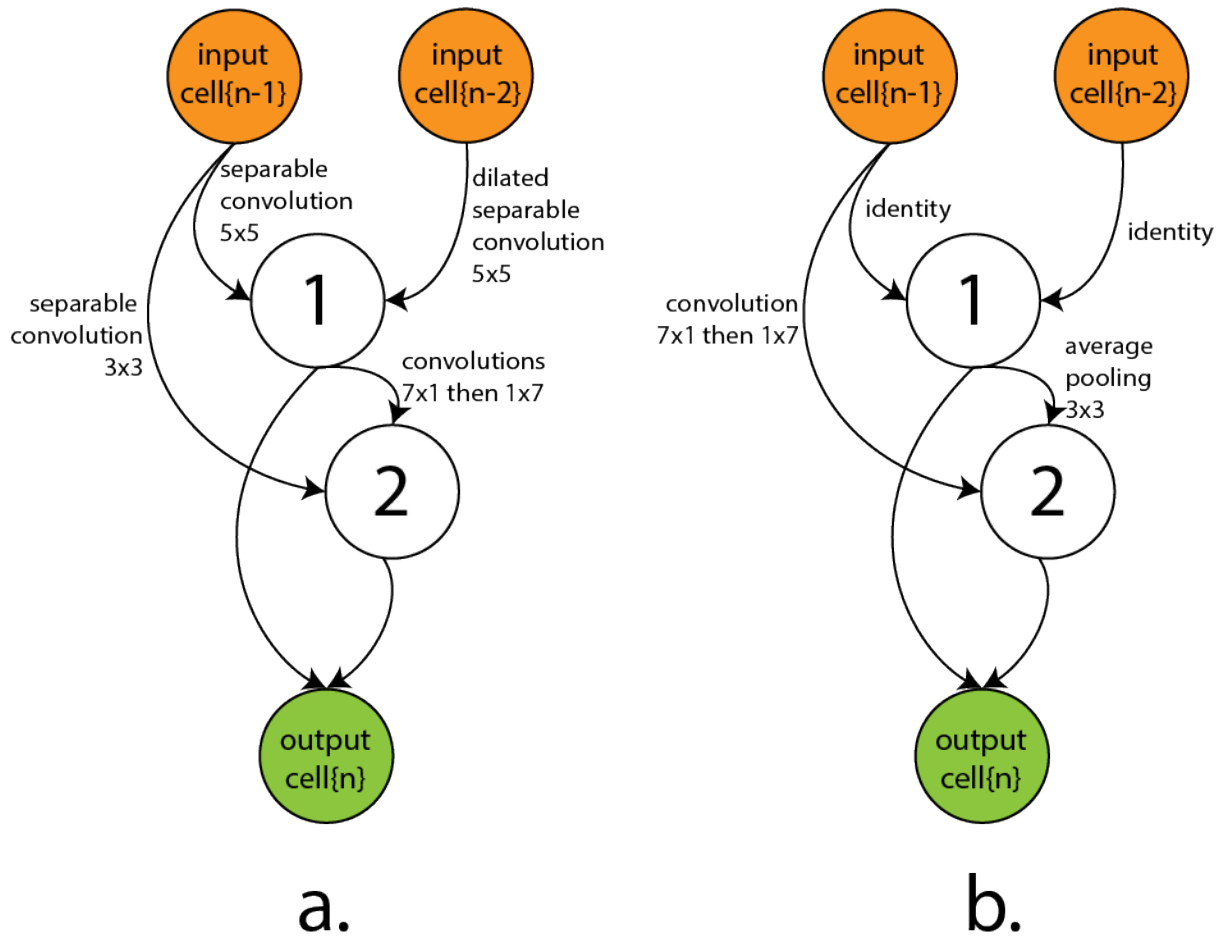 input
cell{n-1}
input
cell{n-2}
separable
convolution
5x5
dilated
separable
convolution
5x5
1
separable
convolution
3x3
convolutions
7x1 then 1x7
2
output
cell{n}
a.
input
cell{n-1}
input
cell{n-2}
identity
identity
1
convolution
7x1 then 1x7
average
pooling
3x3
2
output
cell{n}
b.